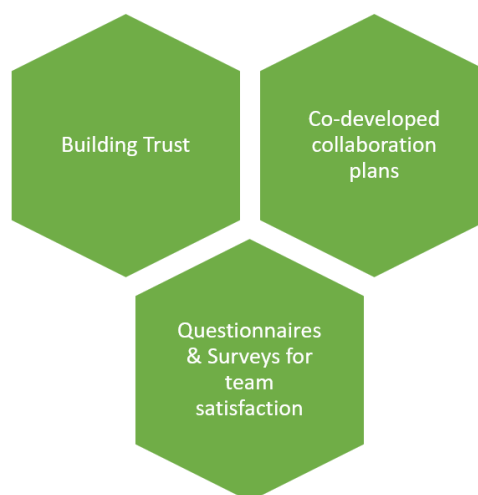 Building Trust
Co-developed
collaboration
plans
Questionnaires
& Surveys for
team
satisfaction